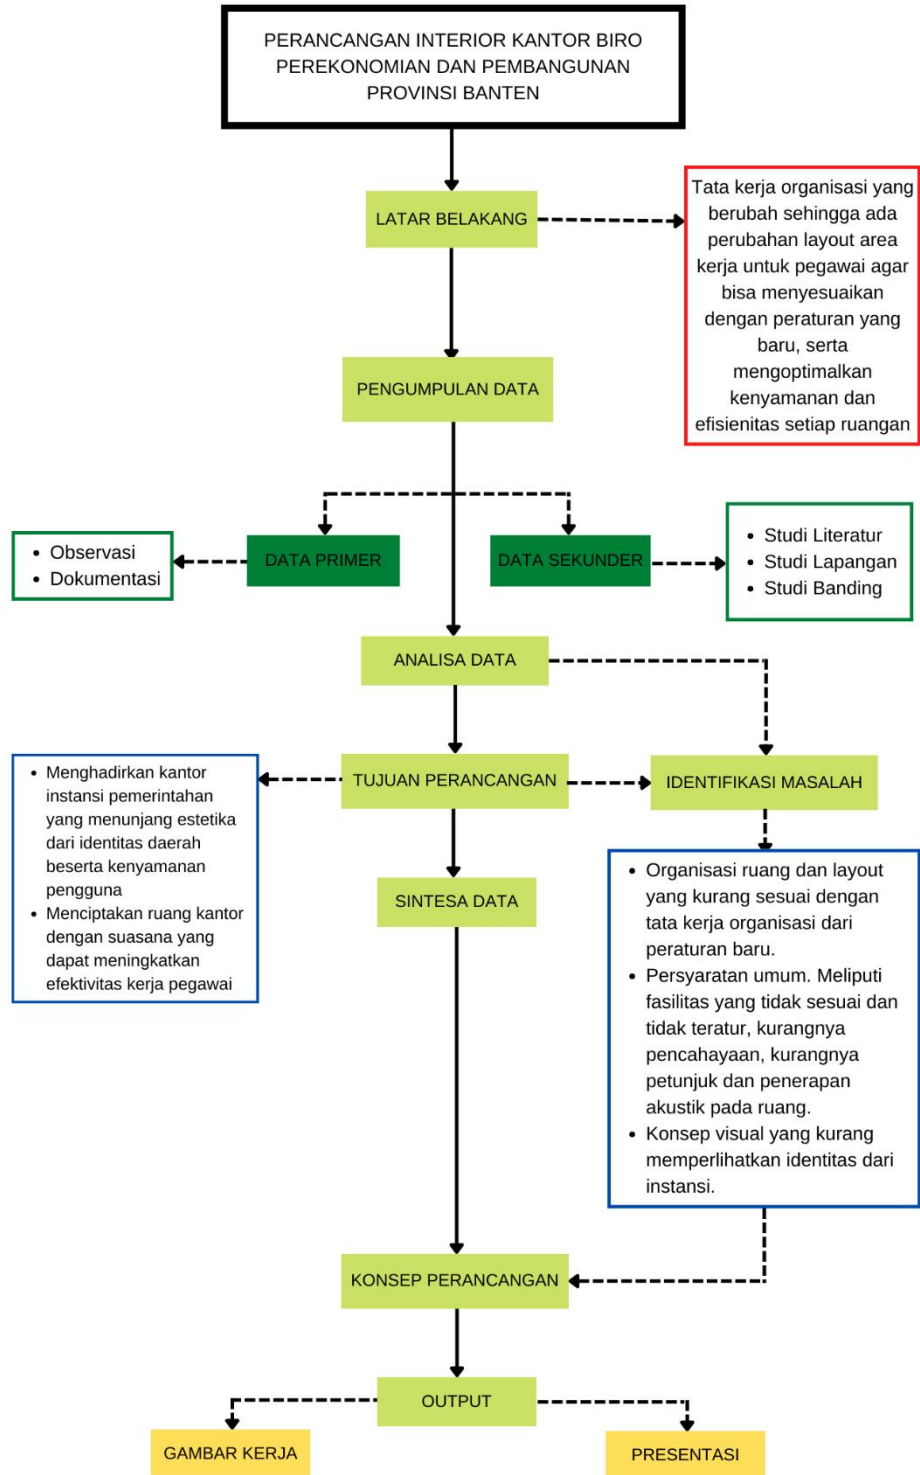 PERANCANGAN INTERIOR KANTOR BIRO
PEREKONOMIAN DAN PEMBANGUNAN
PROVINSI BANTEN
LATAR BELAKANG
Tata kerja organisasi yang
berubah sehingga ada
perubahan layout area
kerja untuk pegawai agar
bisa menyesuaikan
dengan peraturan yang
baru, serta
mengoptimalkan
kenyamanan dan
efisienitas setiap ruangan
PENGUMPULAN DATA
• Observasi
• Dokumentasi
DATA PRIMER
DATA SEKUNDER
• Studi Literatur
• Studi Lapangan
• Studi Banding
ANALISA DATA
• Menghadirkan kantor
instansi pemerintahan
yang menunjang estetika
dari identitas daerah
beserta kenyamanan
pengguna
• Menciptakan ruang kantor
dengan suasana yang
dapat meningkatkan
efektivitas kerja pegawai
TUJUAN PERANCANGAN
IDENTIFIKASI MASALAH
SINTESA DATA
• Organisasi ruang dan layout
yang kurang sesuai dengan
tata kerja organisasi dari
peraturan baru.
• Persyaratan umum. Meliputi
fasilitas yang tidak sesuai dan
tidak teratur, kurangnya
pencahayaan, kurangnya
petunjuk dan penerapan
akustik pada ruang.
• Konsep visual yang kurang
memperlihatkan identitas dari
instansi.
KONSEP PERANCANGAN
OUTPUT
GAMBAR KERJA
PRESENTASI